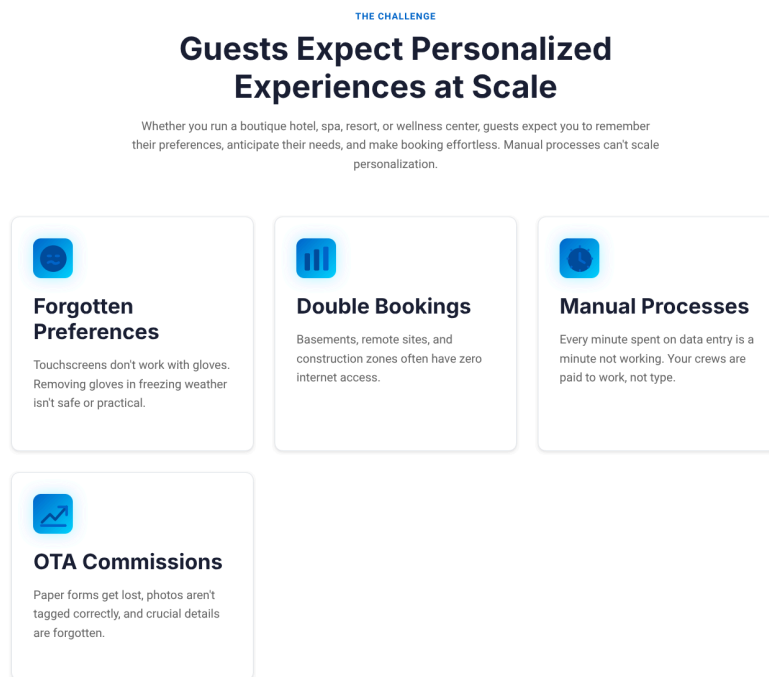 THE CHALLENGE
Guests Expect Personalized
Experiences at Scale
Whether you run a boutique hotel, spa, resort, or wellness center, guests expect you to remember
their preferences, anticipate their needs, and make booking effortless. Manual processes can't scale
personalization.
Forgotten
Preferences
Touchscreens don't work with gloves.
Removing gloves in freezing weather
isn't safe or practical.
Double Bookings
Basements, remote sites, and
construction zones often have zero
internet access.
Manual Processes
Every minute spent on data entry is a
minute not working. Your crews are
paid to work, not type.
OTA Commissions
Paper forms get lost, photos aren't
tagged correctly, and crucial details
are forgotten.